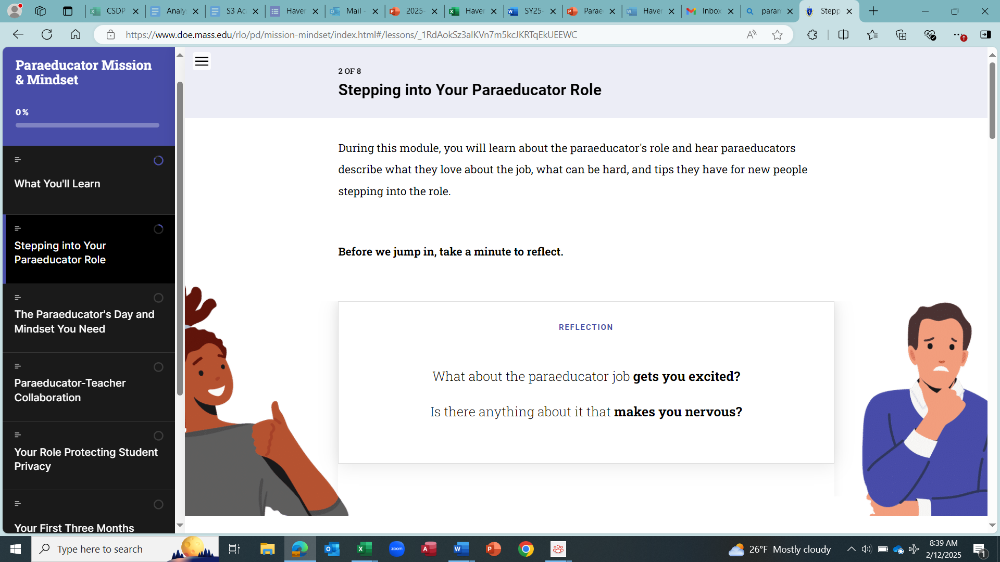 CSDP
Analys
S3 Ac
Haver
Mail -
2025-
Haver
SY25-
Parae
Haver
Inbox
param
Stepp
https://www.doe.mass.edu/rlo/pd/mission-mindset/index.html#/lessons/_1RdAokSz3alKVn7m5kcJKRTqEkUEEWC
Paraeducator Mission
& Mindset
0%
What You'll Learn
Stepping into Your
Paraeducator Role
The Paraeducator's Day and
Mindset You Need
Paraeducator-Teacher
Collaboration
Your Role Protecting Student
Privacy
Your First Three Months
2 OF 8
Stepping into Your Paraeducator Role
During this module, you will learn about the paraeducator's role and hear paraeducators
describe what they love about the job, what can be hard, and tips they have for new people
stepping into the role.
Before we jump in, take a minute to reflect.
REFLECTION
What about the paraeducator job gets you excited?
Is there anything about it that makes you nervous?
Type here to search
zoom
26°F Mostly cloudy
8:39 AM
2/12/2025
1